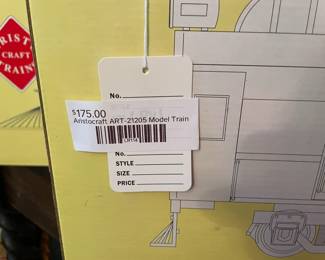 RIST
CRAFT
TRAIN
No.
$175.00
Aristocraft ART-21205 Model Train
No.
STYLE
SIZE
PRICE